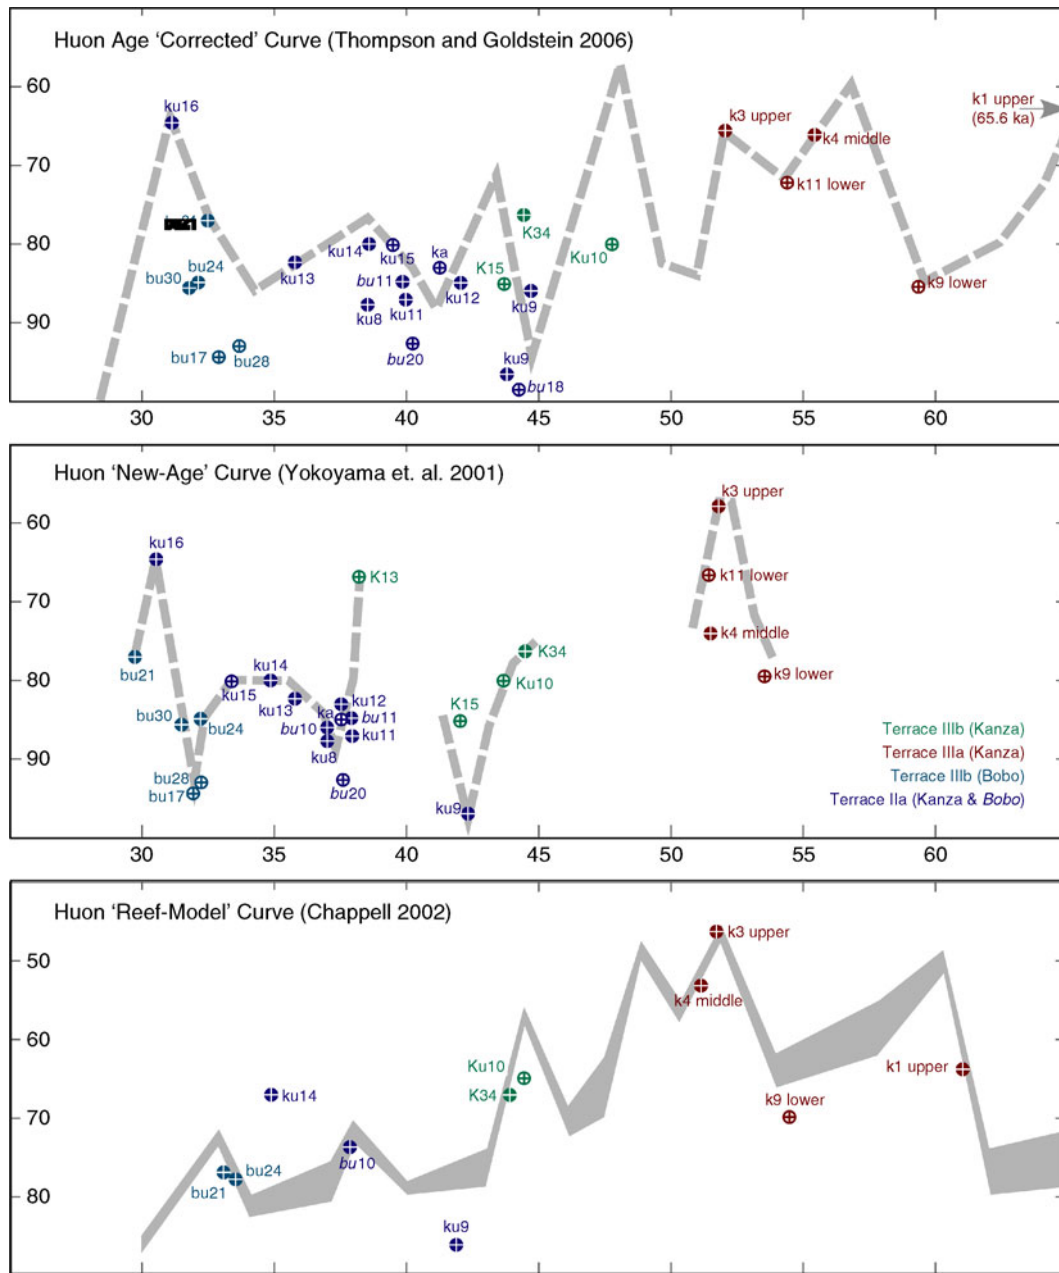 Huon Age ‘Corrected’ Curve (Thompson and Goldstein 2006)
60
70
80
90
ku16
bu30
bu24
bu17
bu28
ku13
ku14
ku15
bu11
ku8
ku11
bu20
ka
ku12
K15
K34
ku9
ku9
bu18
Ku10
k3 upper
k4 middle
k11 lower
k9 lower
k1 upper
(65.6 ka)
30 35 40 45 50 55 60
Huon ‘New-Age’ Curve (Yokoyama et. al. 2001)
60
70
80
90
ku16
bu21
bu30
bu24
bu28
bu17
ku15
ku14
ku13
ka
bu10
ku8
ku12
bu11
ku11
bu20
K13
K34
Ku10
K15
ku9
k3 upper
k11 lower
k4 middle
k9 lower
Terrace IIIb (Kanza)
Terrace IIIa (Kanza)
Terrace IIIb (Bobo)
Terrace IIa (Kanza & Bobo)
30 35 40 45 50 55 60
Huon ‘Reef-Model’ Curve (Chappell 2002)
50
60
70
80
k3 upper
k4 middle
Ku10
K34
k1 upper
k9 lower
ku14
bu10
bu24
bu21
ku9